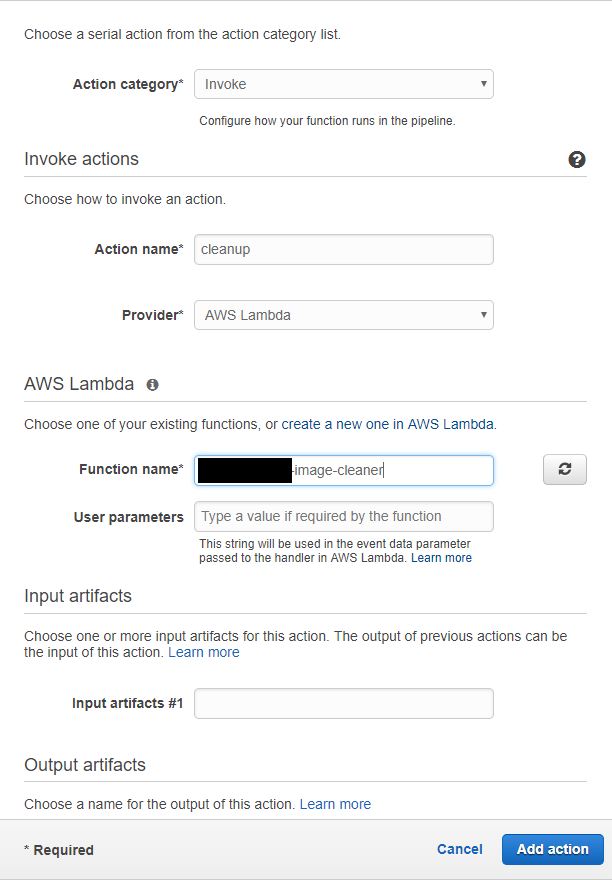 Choose a serial action from the action category list.
Action category* Invoke
Configure how your function runs in the pipeline.
Invoke actions
Choose how to invoke an action.
Action name* cleanup
Provider* AWS Lambda
AWS Lambda
Choose one of your existing functions, or create a new one in AWS Lambda.
Function name* -image-cleaner
User parameters Type a value if required by the function
This string will be used in the event data parameter
passed to the handler in AWS Lambda. Learn more
Input artifacts
Choose one or more input artifacts for this action. The output of previous actions can be
the input of this action. Learn more
Input artifacts #1
Output artifacts
Choose a name for the output of this action. Learn more
* Required Cancel Add action